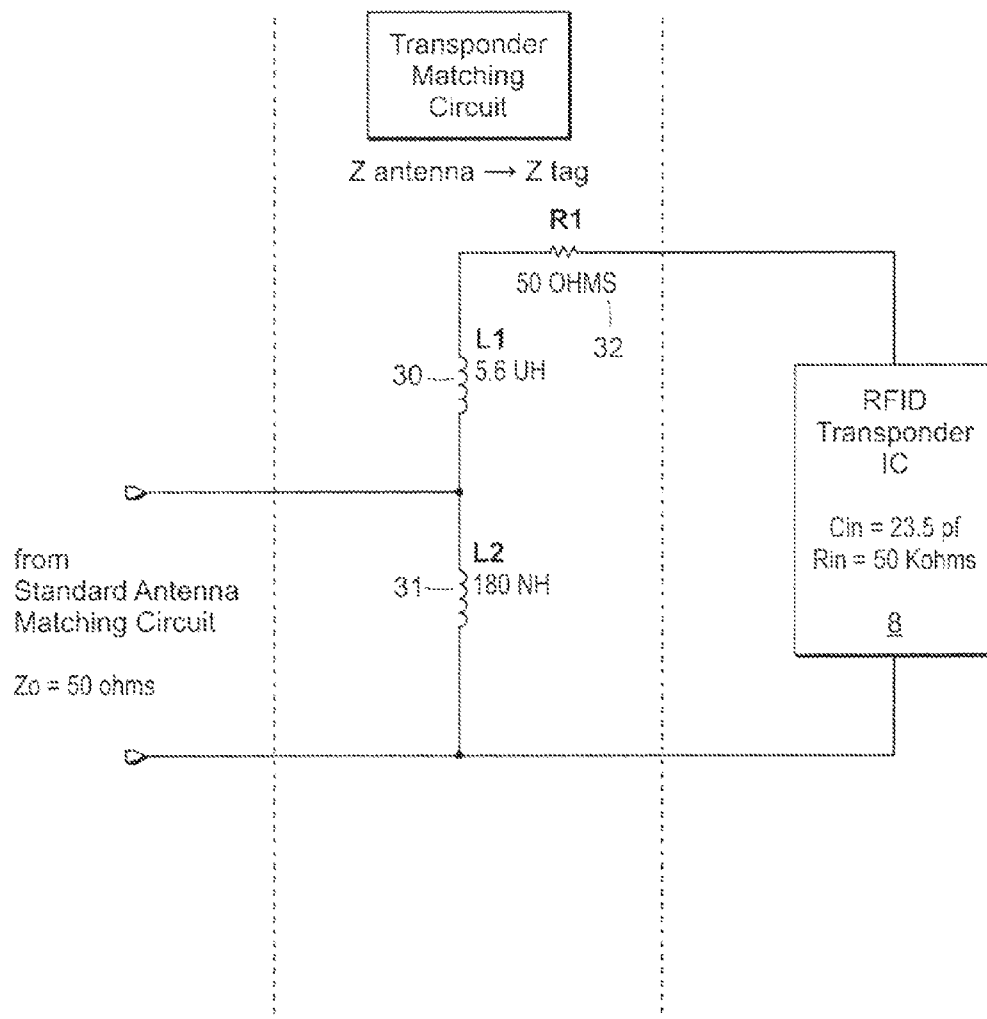 Transponder
Matching
Circuit
Z antenna → Z tag
R1
50 OHMS
32
L1
30
5.6 UH
RFID
Transponder
IC
Cin = 23.5 pf
Rin = 50 Kohms
8
L2
31
180 NH
from
Standard Antenna
Matching Circuit
Zo = 50 ohms